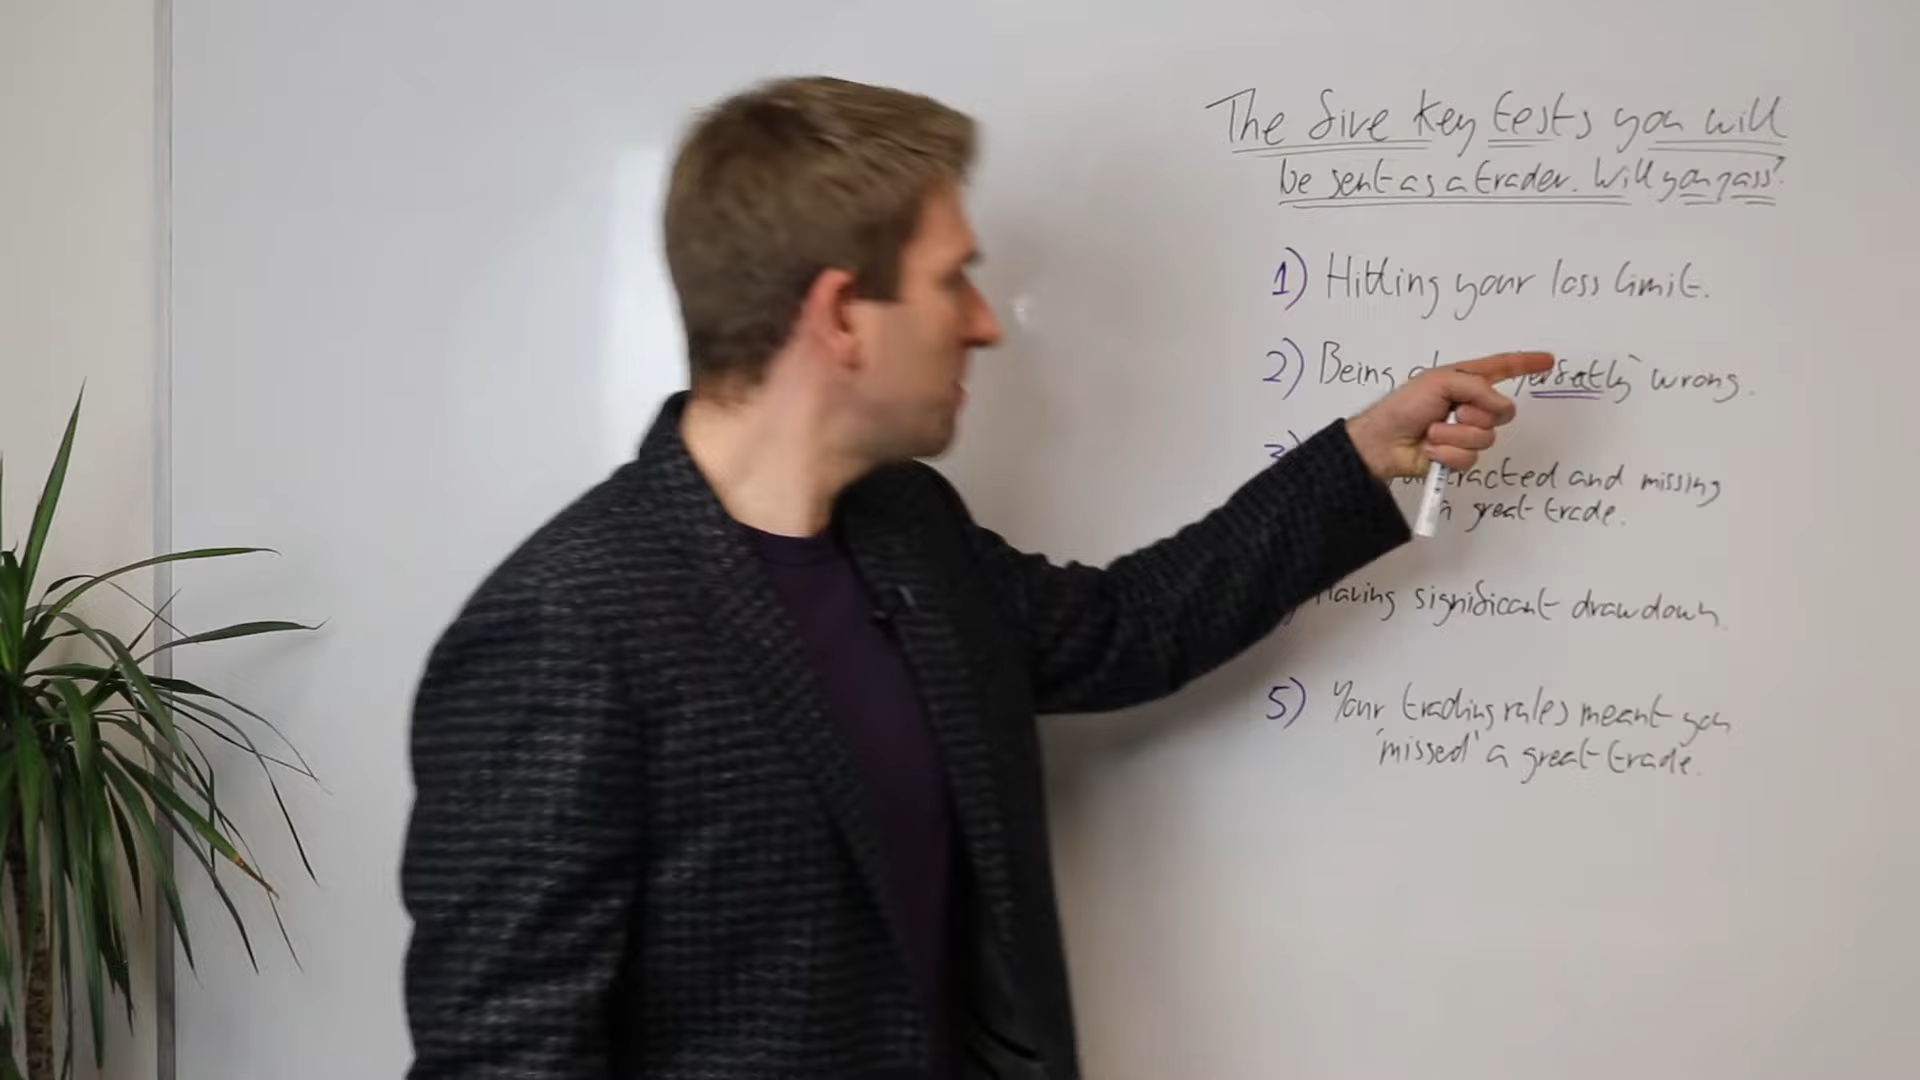 The five key tests you will
be sent as a trader. Will you pass?
1) Hitting your loss limit.
2) Being wrong.
3)
and missing
great trade.
Having significant drawdown.
5) Your trading rules meant you
'missed' a great trade.